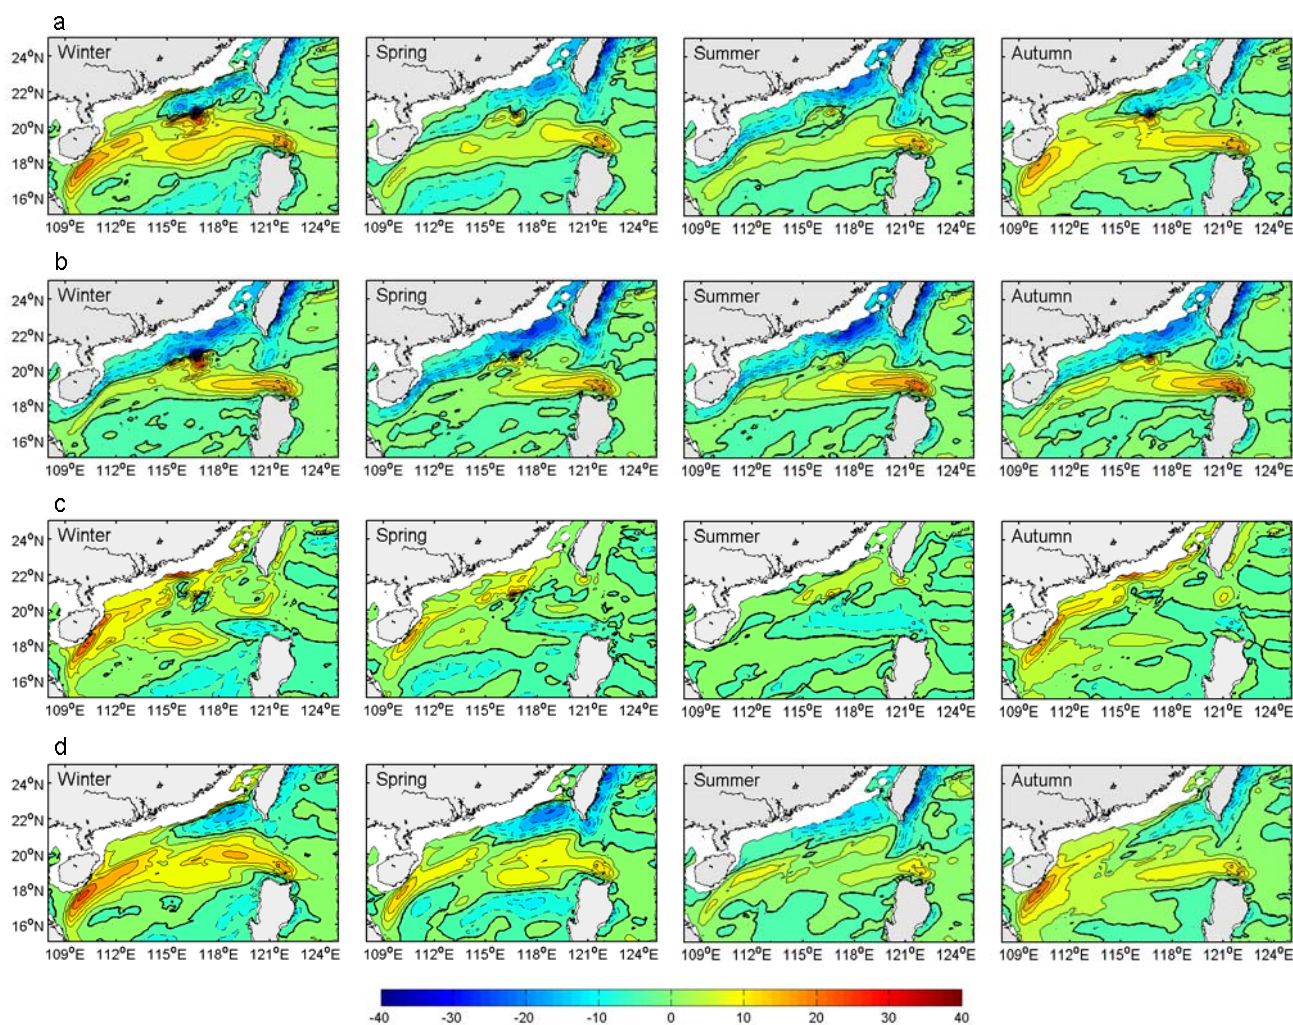 a
Winter Spring Summer Autumn
24°N
22°N
20°N
18°N
16°N
109°E 112°E 115°E 118°E 121°E 124°E 109°E 112°E 115°E 118°E 121°E 124°E 109°E 112°E 115°E 118°E 121°E 124°E 109°E 112°E 115°E 118°E 121°E 124°E
b
Winter Spring Summer Autumn
24°N
22°N
20°N
18°N
16°N
109°E 112°E 115°E 118°E 121°E 124°E 109°E 112°E 115°E 118°E 121°E 124°E 109°E 112°E 115°E 118°E 121°E 124°E 109°E 112°E 115°E 118°E 121°E 124°E
c
Winter Spring Summer Autumn
24°N
22°N
20°N
18°N
16°N
109°E 112°E 115°E 118°E 121°E 124°E 109°E 112°E 115°E 118°E 121°E 124°E 109°E 112°E 115°E 118°E 121°E 124°E 109°E 112°E 115°E 118°E 121°E 124°E
d
Winter Spring Summer Autumn
24°N
22°N
20°N
18°N
16°N
109°E 112°E 115°E 118°E 121°E 124°E 109°E 112°E 115°E 118°E 121°E 124°E 109°E 112°E 115°E 118°E 121°E 124°E 109°E 112°E 115°E 118°E 121°E 124°E
-40 -30 -20 -10 0 10 20 30 40